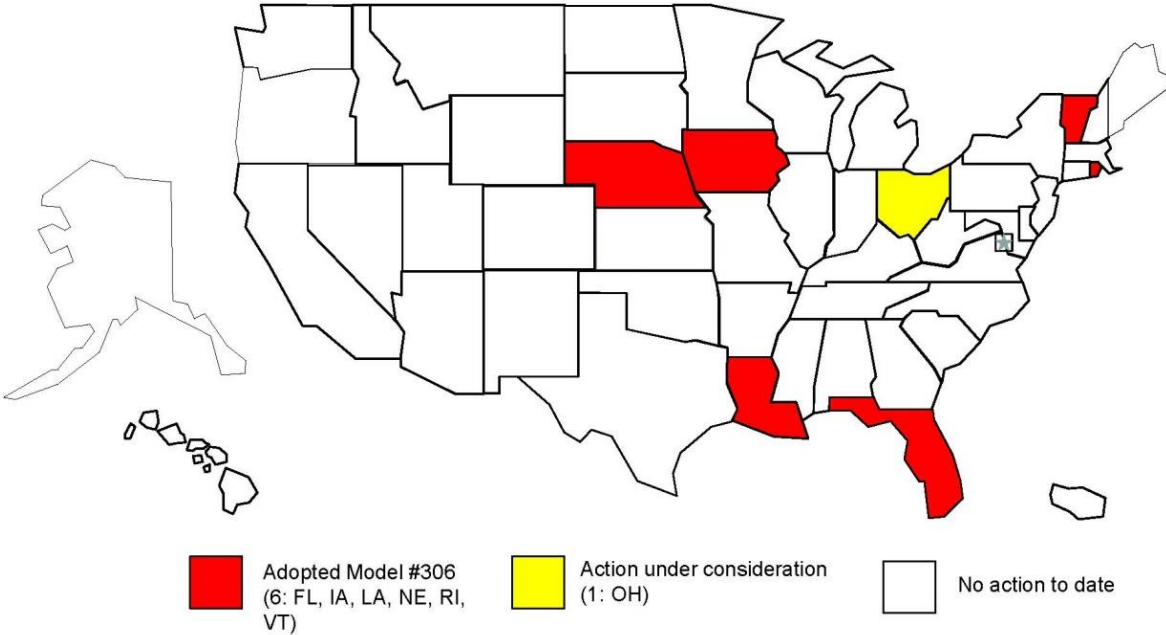 Adopted Model #306
(6: FL, IA, LA, NE, RI,
VT)
Action under consideration
(1: OH)
No action to date